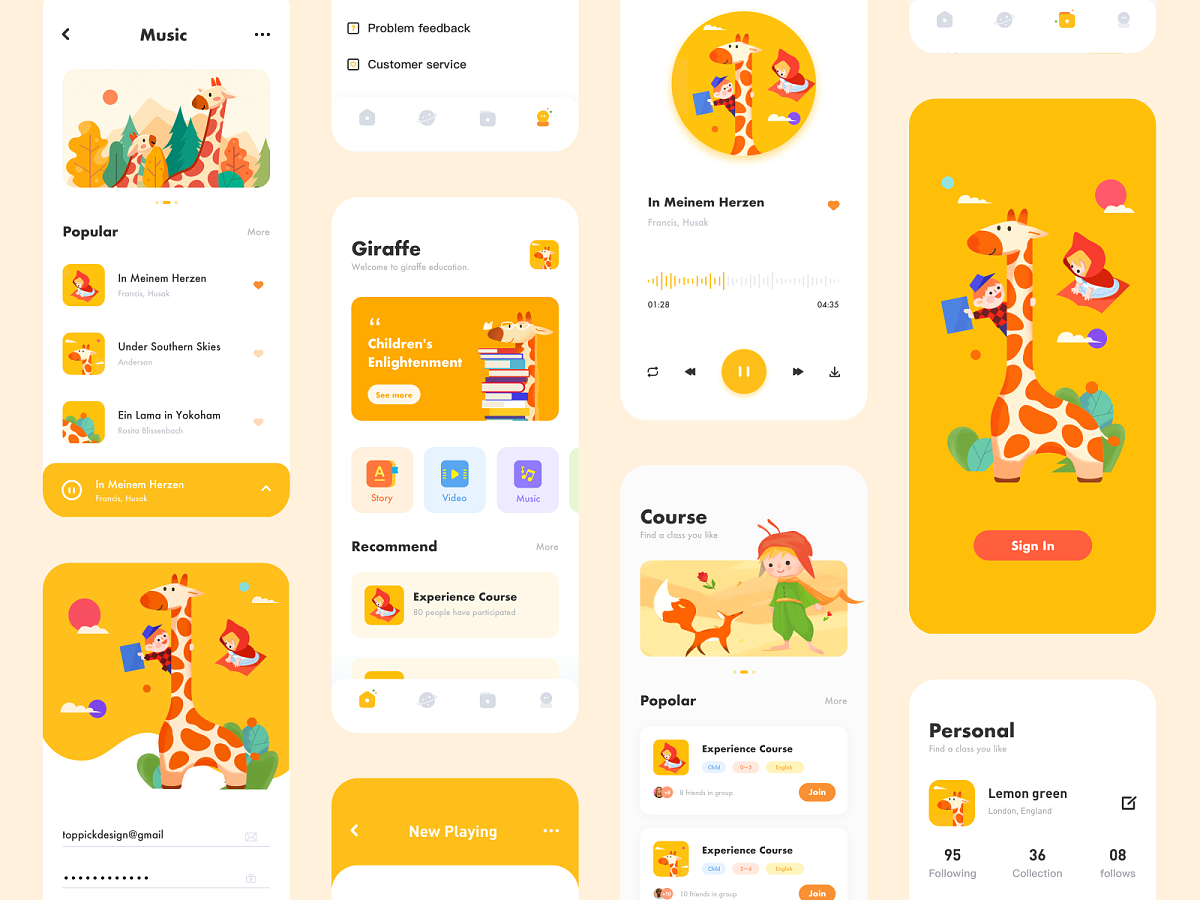 Music
Popular
More
In Meinem Herzen
Francis, Husak
Under Southern Skies
Anderson
Ein Lama in Yokoham
Rosita Blissenbach
In Meinem Herzen
Francis, Husak
toppickdesign@gmail
Problem feedback
Customer service
Giraffe
Welcome to giraffe education.
“
Children's
Enlightenment
See more
A
Story
Video
Music
Recommend
More
Experience Course
80 people have participated
New Playing
In Meinem Herzen
Francis, Husak
01:28
04:35
Course
Find a class you like
Popolar
More
Experience Course
Child
0—3
English
+8
8 friends in group
Join
Experience Course
Child
3—6
English
+10
10 friends in group
Join
Sign In
Personal
Find a class you like
Lemon green
London, England
95
36
08
Following
Collection
follows